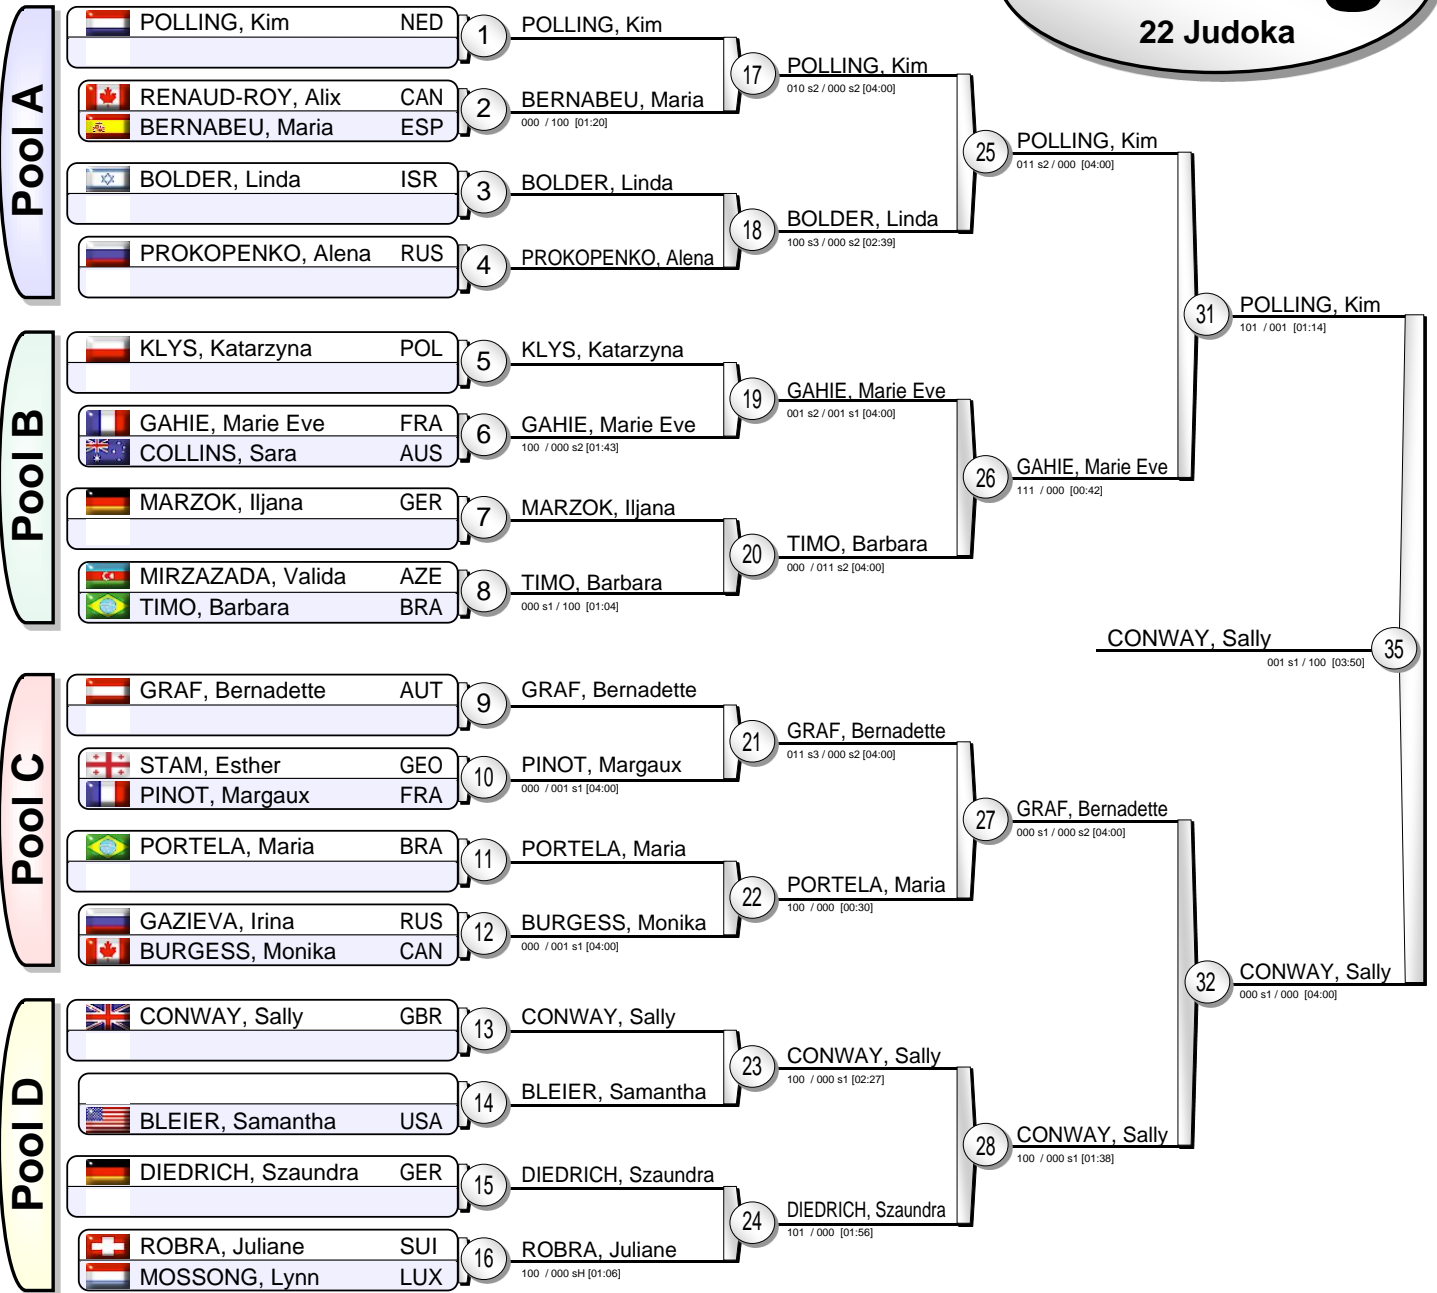 22 Judoka
Pool A
POLLING, Kim NED
1
POLLING, Kim
RENAUD-ROY, Alix CAN
BERNABEU, Maria ESP
2
BERNABEU, Maria
000 / 100 [01:20]
17
POLLING, Kim
010 s2 / 000 s2 [04:00]
BOLDER, Linda ISR
3
BOLDER, Linda
PROKOPENKO, Alena RUS
4
PROKOPENKO, Alena
18
BOLDER, Linda
100 s3 / 000 s2 [02:39]
25
POLLING, Kim
011 s2 / 000 [04:00]
Pool B
KLYS, Katarzyna POL
5
KLYS, Katarzyna
GAHIE, Marie Eve FRA
COLLINS, Sara AUS
6
GAHIE, Marie Eve
100 / 000 s2 [01:43]
19
GAHIE, Marie Eve
001 s2 / 001 s1 [04:00]
MARZOK, Iljana GER
7
MARZOK, Iljana
MIRZAZADA, Valida AZE
TIMO, Barbara BRA
8
TIMO, Barbara
000 s1 / 100 [01:04]
20
TIMO, Barbara
000 / 011 s2 [04:00]
26
GAHIE, Marie Eve
111 / 000 [00:42]
31
POLLING, Kim
101 / 001 [01:14]
Pool C
GRAF, Bernadette AUT
9
GRAF, Bernadette
STAM, Esther GEO
PINOT, Margaux FRA
10
PINOT, Margaux
000 / 001 s1 [04:00]
21
GRAF, Bernadette
011 s3 / 000 s2 [04:00]
PORTELA, Maria BRA
11
PORTELA, Maria
GAZIEVA, Irina RUS
BURGESS, Monika CAN
12
BURGESS, Monika
000 / 001 s1 [04:00]
22
PORTELA, Maria
100 / 000 [00:30]
27
GRAF, Bernadette
000 s1 / 000 s2 [04:00]
Pool D
CONWAY, Sally GBR
13
CONWAY, Sally
BLEIER, Samantha USA
14
BLEIER, Samantha
23
CONWAY, Sally
100 / 000 s1 [02:27]
DIEDRICH, Szaundra GER
15
DIEDRICH, Szaundra
ROBRA, Juliane SUI
MOSSONG, Lynn LUX
16
ROBRA, Juliane
100 / 000 sH [01:06]
24
DIEDRICH, Szaundra
101 / 000 [01:56]
28
CONWAY, Sally
100 / 000 s1 [01:38]
32
CONWAY, Sally
000 s1 / 000 [04:00]
CONWAY, Sally
001 s1 / 100 [03:50]
35